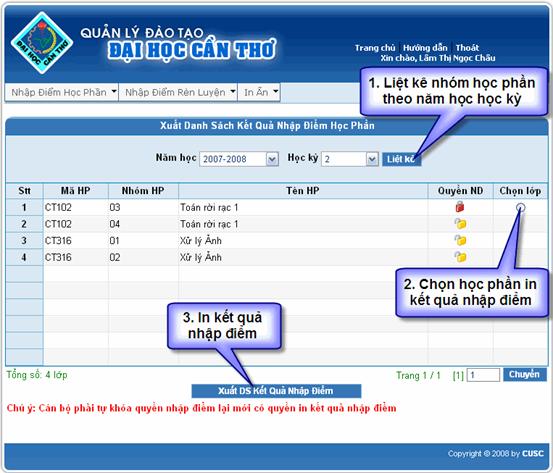 QUẢN LÝ ĐÀO TẠO
ĐẠI HỌC CẦN THƠ
ĐẠI HỌC CẦN THƠ
Trang chủ Hướng dẫn Thoát
Xin chào, Lâm Thị Ngọc Châu
Nhập Điểm Học Phần Nhập Điểm Rèn Luyện In Ấn
1. Liệt kê nhóm học phần
theo năm học học kỳ
Xuất Danh Sách Kết Quả Nhập Điểm Học Phần
Năm học 2007-2008 Học kỳ 2 Liệt kê
Stt Mã HP Nhóm HP Tên HP Quyền ND Chọn lớp
1 CT102 03 Toán rời rạc 1
2 CT102 04 Toán rời rạc 1
3 CT316 01 Xử lý Ảnh
4 CT316 02 Xử lý Ảnh
2. Chọn học phần in
kết quả nhập điểm
3. In kết quả
nhập điểm
Tổng số: 4 lớp Trang 1 / 1 [1] 1 Chuyển
Xuất DS Kết Quả Nhập Điểm
Chú ý: Cán bộ phải tự khóa quyền nhập điểm lại mới có quyền in kết quả nhập điểm
Copyright © 2008 by CUSC